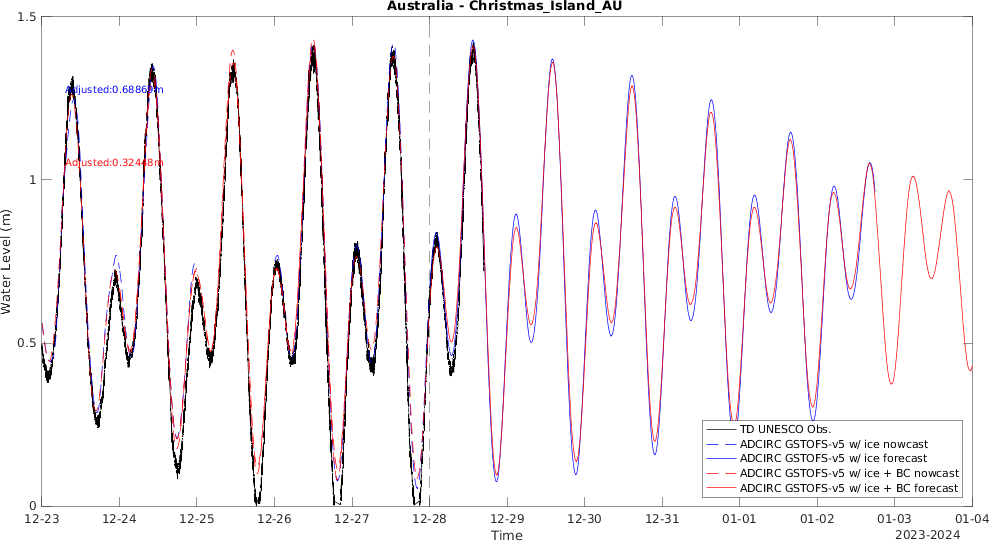 Australia - Christmas_Island_AU
1.5
1
0.5
0
Water Level (m)
Adjusted:0.68869m
Adjusted:0.32448m
TD UNESCO Obs.
ADCIRC GSTOFS-v5 w/ ice nowcast
ADCIRC GSTOFS-v5 w/ ice forecast
ADCIRC GSTOFS-v5 w/ ice + BC nowcast
ADCIRC GSTOFS-v5 w/ ice + BC forecast
12-23 12-24 12-25 12-26 12-27 12-28 12-29 12-30 12-31 01-01 01-02 01-03 01-04
Time
2023-2024